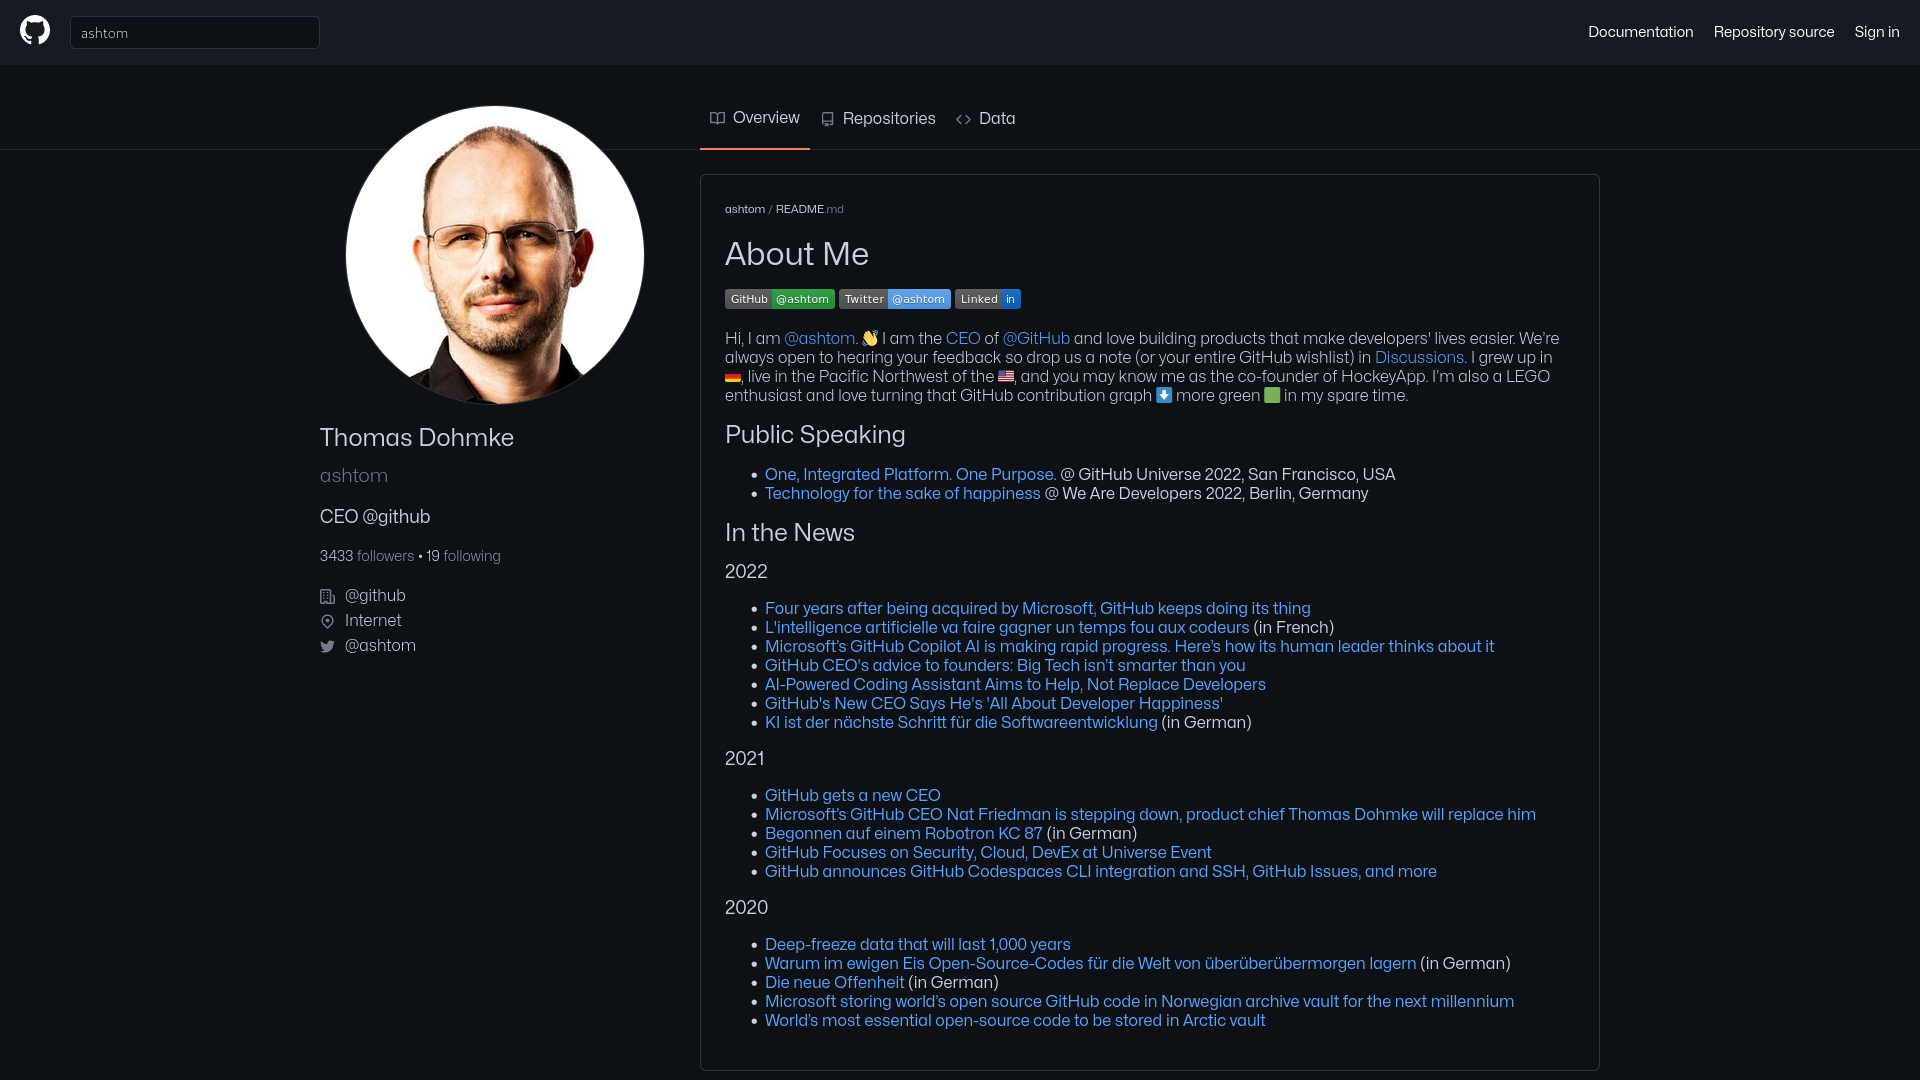 ashtom
Documentation
Repository source
Sign in
Overview
Repositories
Data
Thomas Dohmke
ashtom
CEO @github
3433 followers • 19 following
@github
Internet
@ashtom
ashtom / README.md
About Me
GitHub @ashtom Twitter @ashtom Linked in
Hi, I am @ashtom. 👋 I am the CEO of @GitHub and love building products that make developers' lives easier. We’re
always open to hearing your feedback so drop us a note (or your entire GitHub wishlist) in Discussions. I grew up in
🇩🇪, live in the Pacific Northwest of the 🇺🇸, and you may know me as the co-founder of HockeyApp. I’m also a LEGO
enthusiast and love turning that GitHub contribution graph ⬇️ more green 🟩 in my spare time.
Public Speaking
• One, Integrated Platform. One Purpose. @ GitHub Universe 2022, San Francisco, USA
• Technology for the sake of happiness @ We Are Developers 2022, Berlin, Germany
In the News
2022
• Four years after being acquired by Microsoft, GitHub keeps doing its thing
• L'intelligence artificielle va faire gagner un temps fou aux codeurs (in French)
• Microsoft’s GitHub Copilot AI is making rapid progress. Here’s how its human leader thinks about it
• GitHub CEO's advice to founders: Big Tech isn’t smarter than you
• AI-Powered Coding Assistant Aims to Help, Not Replace Developers
• GitHub's New CEO Says He's 'All About Developer Happiness'
• KI ist der nächste Schritt für die Softwareentwicklung (in German)
2021
• GitHub gets a new CEO
• Microsoft’s GitHub CEO Nat Friedman is stepping down, product chief Thomas Dohmke will replace him
• Begonnen auf einem Robotron KC 87 (in German)
• GitHub Focuses on Security, Cloud, DevEx at Universe Event
• GitHub announces GitHub Codespaces CLI integration and SSH, GitHub Issues, and more
2020
• Deep-freeze data that will last 1,000 years
• Warum im ewigen Eis Open-Source-Codes für die Welt von überüberübermorgen lagern (in German)
• Die neue Offenheit (in German)
• Microsoft storing world’s open source GitHub code in Norwegian archive vault for the next millennium
• World’s most essential open-source code to be stored in Arctic vault